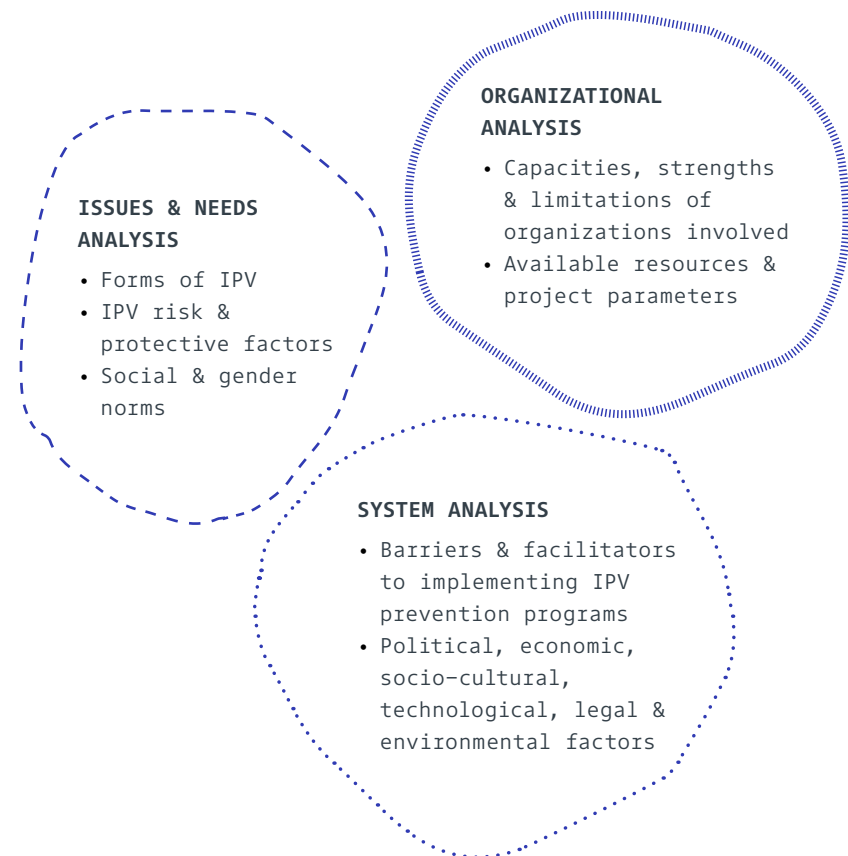 ORGANIZATIONAL
ANALYSIS
• Capacities, strengths
& limitations of
organizations involved
• Available resources &
project parameters
ISSUES & NEEDS
ANALYSIS
• Forms of IPV
• IPV risk &
protective factors
• Social & gender
norms
SYSTEM ANALYSIS
• Barriers & facilitators
to implementing IPV
prevention programs
• Political, economic,
socio-cultural,
technological, legal &
environmental factors